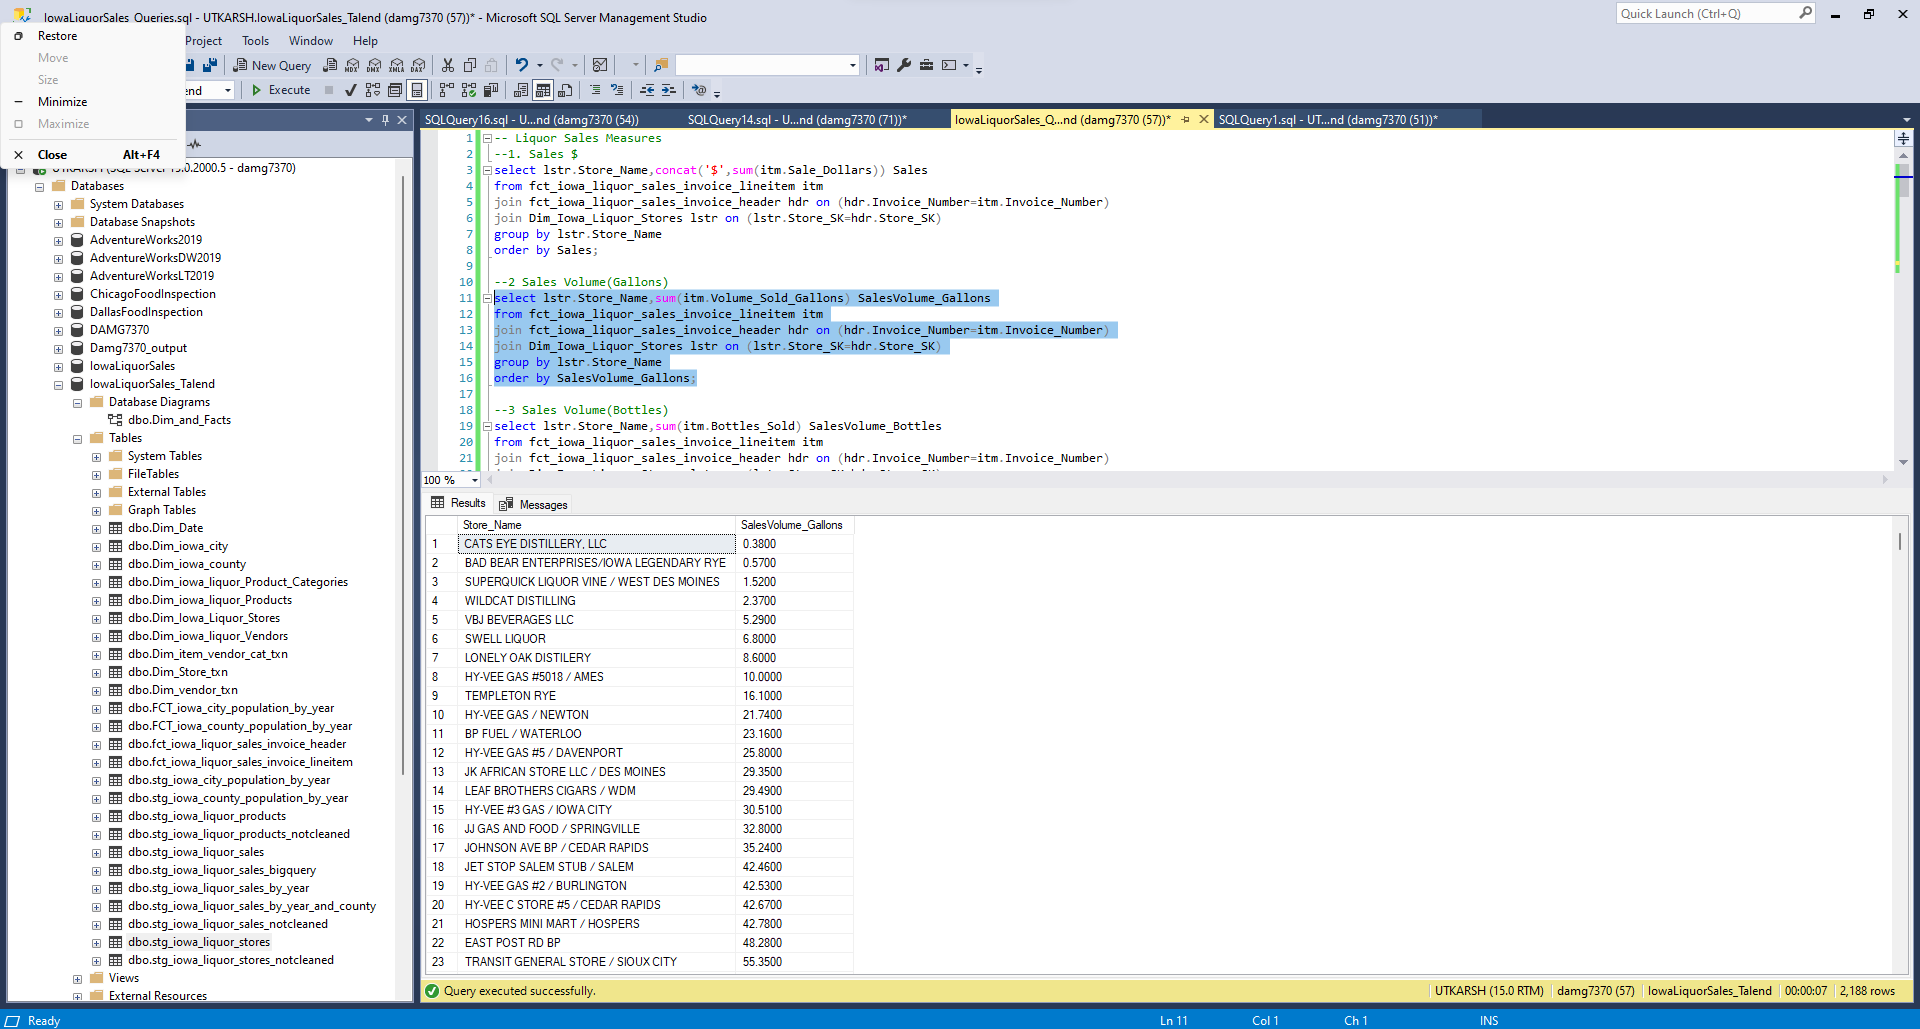 IowaLiquorSales_Queries.sql - UTKARSH.IowaLiquorSales_Talend (damg7370 (57))* - Microsoft SQL Server Management Studio
Quick Launch (Ctrl+Q)
Restore
Move
Size
Minimize
Maximize
Close Alt+F4
Project Tools Window Help
New Query
MDX DMX XMLA DAX
end
Execute
UTKARSH (SQL Server 15.0.2000.5 - damg7370)
Databases
System Databases
Database Snapshots
AdventureWorks2019
AdventureWorksDW2019
AdventureWorksLT2019
ChicagoFoodInspection
DallasFoodInspection
DAMG7370
Damg7370_output
IowaLiquorSales
IowaLiquorSales_Talend
Database Diagrams
dbo.Dim_and_Facts
Tables
System Tables
FileTables
External Tables
Graph Tables
dbo.Dim_Date
dbo.Dim_iowa_city
dbo.Dim_iowa_county
dbo.Dim_iowa_liquor_Product_Categories
dbo.Dim_iowa_liquor_Products
dbo.Dim_Iowa_Liquor_Stores
dbo.Dim_iowa_liquor_Vendors
dbo.Dim_item_vendor_cat_txn
dbo.Dim_Store_txn
dbo.Dim_vendor_txn
dbo.FCT_iowa_city_population_by_year
dbo.FCT_iowa_county_population_by_year
dbo.fct_iowa_liquor_sales_invoice_header
dbo.fct_iowa_liquor_sales_invoice_lineitem
dbo.stg_iowa_city_population_by_year
dbo.stg_iowa_county_population_by_year
dbo.stg_iowa_liquor_products
dbo.stg_iowa_liquor_products_notcleaned
dbo.stg_iowa_liquor_sales
dbo.stg_iowa_liquor_sales_bigquery
dbo.stg_iowa_liquor_sales_by_year
dbo.stg_iowa_liquor_sales_by_year_and_county
dbo.stg_iowa_liquor_sales_notcleaned
dbo.stg_iowa_liquor_stores
dbo.stg_iowa_liquor_stores_notcleaned
Views
External Resources
SQLQuery16.sql - U...nd (damg7370 (54)) SQLQuery14.sql - U...nd (damg7370 (71))* IowaLiquorSales_Q...nd (damg7370 (57))* SQLQuery1.sql - UT...nd (damg7370 (51))*
1 -- Liquor Sales Measures
2 --1. Sales $
3 select lstr.Store_Name,concat('$',sum(itm.Sale_Dollars)) Sales
4 from fct_iowa_liquor_sales_invoice_lineitem itm
5 join fct_iowa_liquor_sales_invoice_header hdr on (hdr.Invoice_Number=itm.Invoice_Number)
6 join Dim_Iowa_Liquor_Stores lstr on (lstr.Store_SK=hdr.Store_SK)
7 group by lstr.Store_Name
8 order by Sales;
9
10 --2 Sales Volume(Gallons)
11 select lstr.Store_Name,sum(itm.Volume_Sold_Gallons) SalesVolume_Gallons
12 from fct_iowa_liquor_sales_invoice_lineitem itm
13 join fct_iowa_liquor_sales_invoice_header hdr on (hdr.Invoice_Number=itm.Invoice_Number)
14 join Dim_Iowa_Liquor_Stores lstr on (lstr.Store_SK=hdr.Store_SK)
15 group by lstr.Store_Name
16 order by SalesVolume_Gallons;
17
18 --3 Sales Volume(Bottles)
19 select lstr.Store_Name,sum(itm.Bottles_Sold) SalesVolume_Bottles
20 from fct_iowa_liquor_sales_invoice_lineitem itm
21 join fct_iowa_liquor_sales_invoice_header hdr on (hdr.Invoice_Number=itm.Invoice_Number)
100 %
Results Messages
Store_Name SalesVolume_Gallons
1 CATS EYE DISTILLERY, LLC 0.3800
2 BAD BEAR ENTERPRISES/IOWA LEGENDARY RYE 0.5700
3 SUPERQUICK LIQUOR VINE / WEST DES MOINES 1.5200
4 WILDCAT DISTILLING 2.3700
5 VBJ BEVERAGES LLC 5.2900
6 SWELL LIQUOR 6.8000
7 LONELY OAK DISTILERY 8.6000
8 HY-VEE GAS #5018 / AMES 10.0000
9 TEMPLETON RYE 16.1000
10 HY-VEE GAS / NEWTON 21.7400
11 BP FUEL / WATERLOO 23.1600
12 HY-VEE GAS #5 / DAVENPORT 25.8000
13 JK AFRICAN STORE LLC / DES MOINES 29.3500
14 LEAF BROTHERS CIGARS / WDM 29.4900
15 HY-VEE #3 GAS / IOWA CITY 30.5100
16 JJ GAS AND FOOD / SPRINGVILLE 32.8000
17 JOHNSON AVE BP / CEDAR RAPIDS 35.2400
18 JET STOP SALEM STUB / SALEM 42.4600
19 HY-VEE GAS #2 / BURLINGTON 42.5300
20 HY-VEE C STORE #5 / CEDAR RAPIDS 42.6700
21 HOSPERS MINI MART / HOSPERS 42.7800
22 EAST POST RD BP 48.2800
23 TRANSIT GENERAL STORE / SIOUX CITY 55.3500
Query executed successfully. UTKARSH (15.0 RTM) damg7370 (57) IowaLiquorSales_Talend 00:00:07 2,188 rows
Ready Ln 11 Col 1 Ch 1 INS